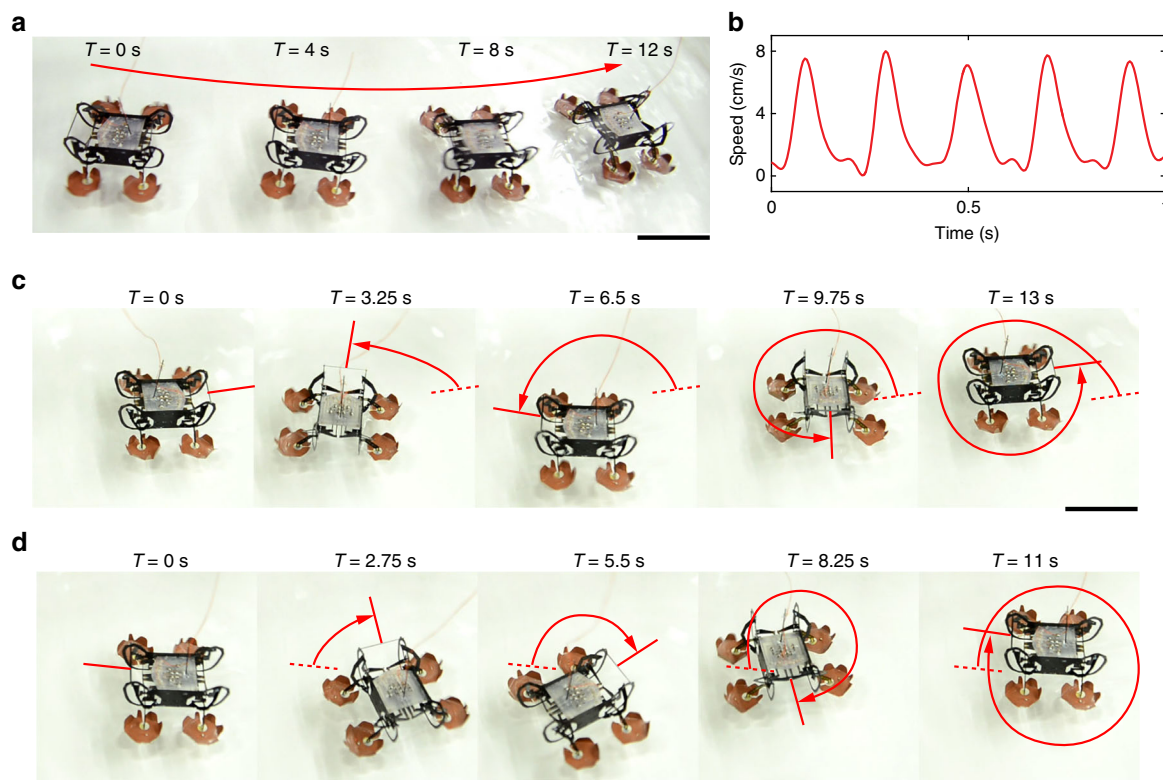 a
T = 0 s
T = 4 s
T = 8 s
T = 12 s
b
8
4
0
Speed (cm/s)
0
0.5
Time (s)
c
T = 0 s
T = 3.25 s
T = 6.5 s
T = 9.75 s
T = 13 s
d
T = 0 s
T = 2.75 s
T = 5.5 s
T = 8.25 s
T = 11 s